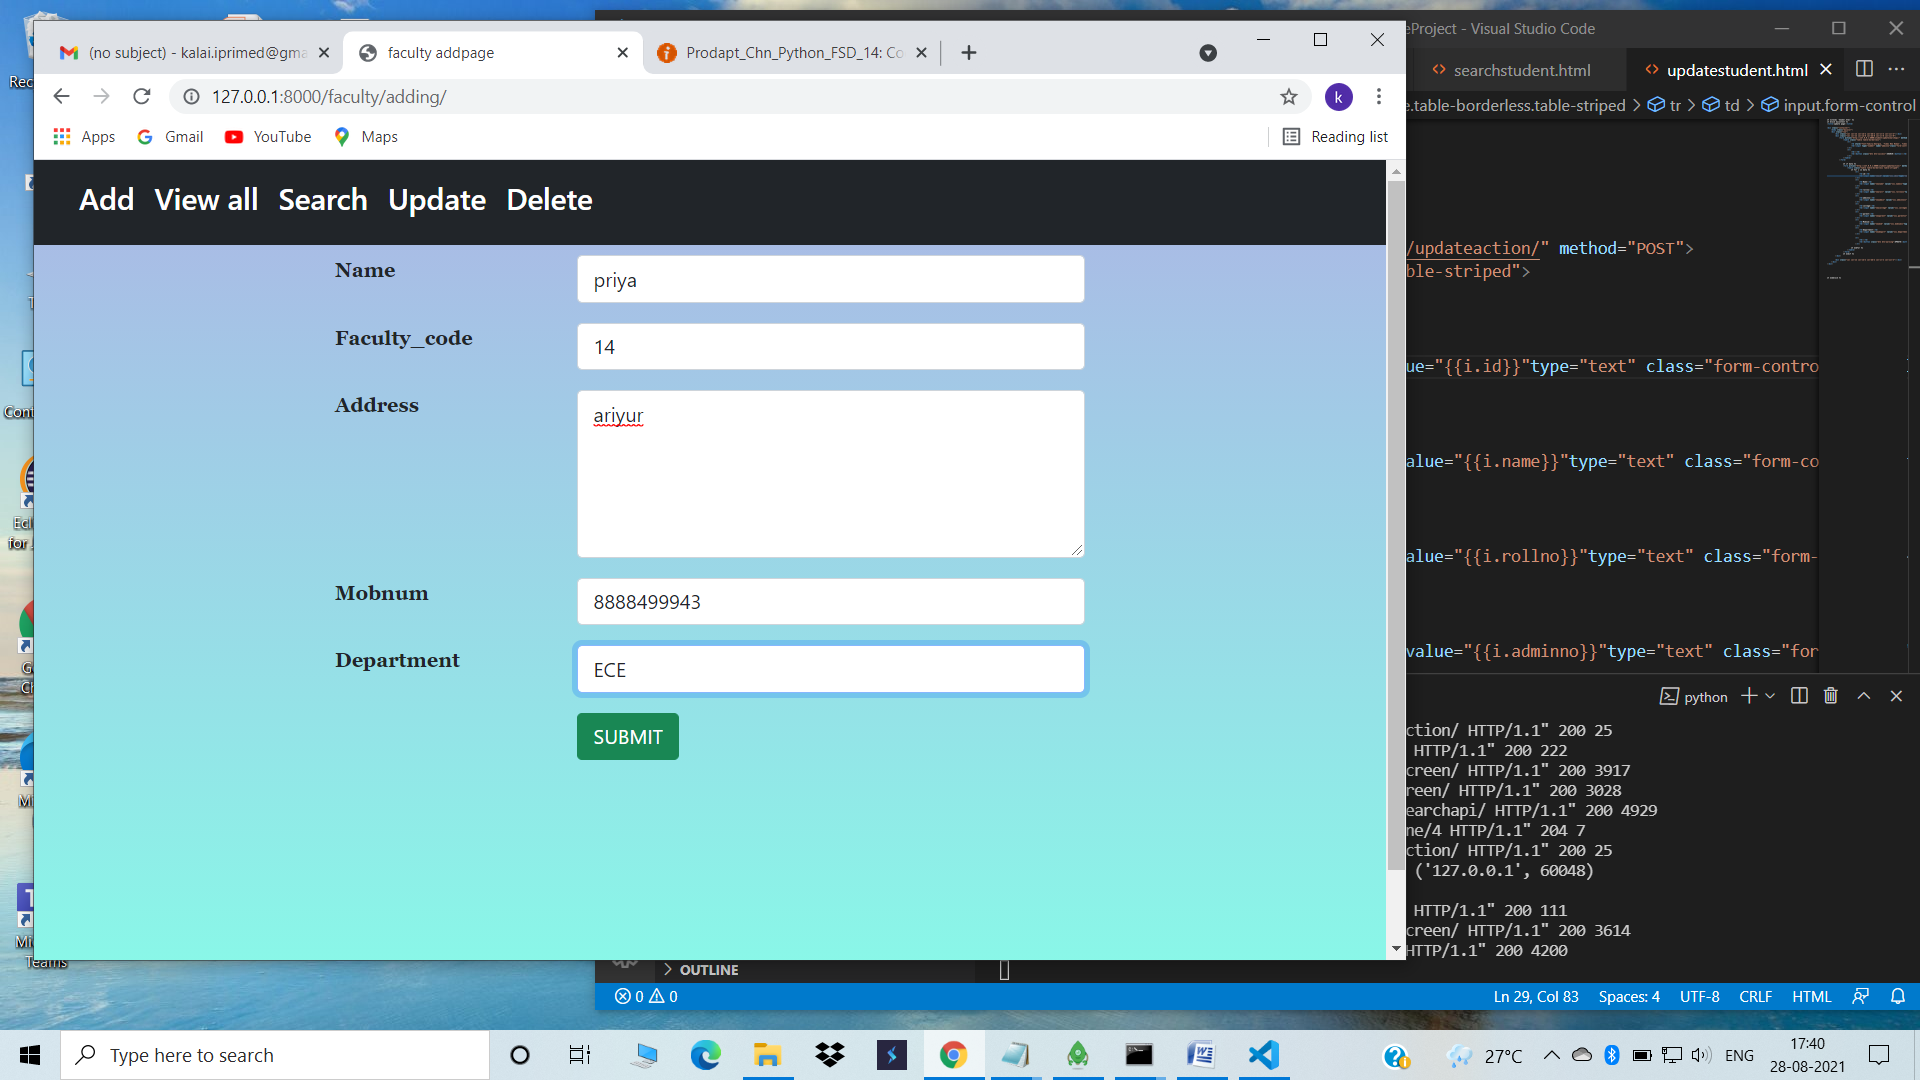 (no subject) - kalai.iprimed@gma
faculty addpage
Prodapt_Chn_Python_FSD_14: Co
127.0.0.1:8000/faculty/adding/
k
Apps
Gmail
YouTube
Maps
Reading list
Add View all Search Update Delete
Name
priya
Faculty_code
14
Address
ariyur
Mobnum
8888499943
Department
ECE
SUBMIT
eProject - Visual Studio Code
searchstudent.html
updatestudent.html
e.table-borderless.table-striped > tr > td > input.form-control
/updateaction/" method="POST">
ble-striped">
ue="{{i.id}}"type="text" class="form-contro
alue="{{i.name}}"type="text" class="form-co
alue="{{i.rollno}}"type="text" class="form-
value="{{i.adminno}}"type="text" class="for
python
ction/ HTTP/1.1" 200 25
HTTP/1.1" 200 222
creen/ HTTP/1.1" 200 3917
reen/ HTTP/1.1" 200 3028
earchapi/ HTTP/1.1" 200 4929
ne/4 HTTP/1.1" 204 7
ction/ HTTP/1.1" 200 25
('127.0.0.1', 60048)
HTTP/1.1" 200 111
creen/ HTTP/1.1" 200 3614
HTTP/1.1" 200 4200
OUTLINE
0 0
Ln 29, Col 83 Spaces: 4 UTF-8 CRLF HTML
Teams
Type here to search
27°C
ENG
17:40
28-08-2021